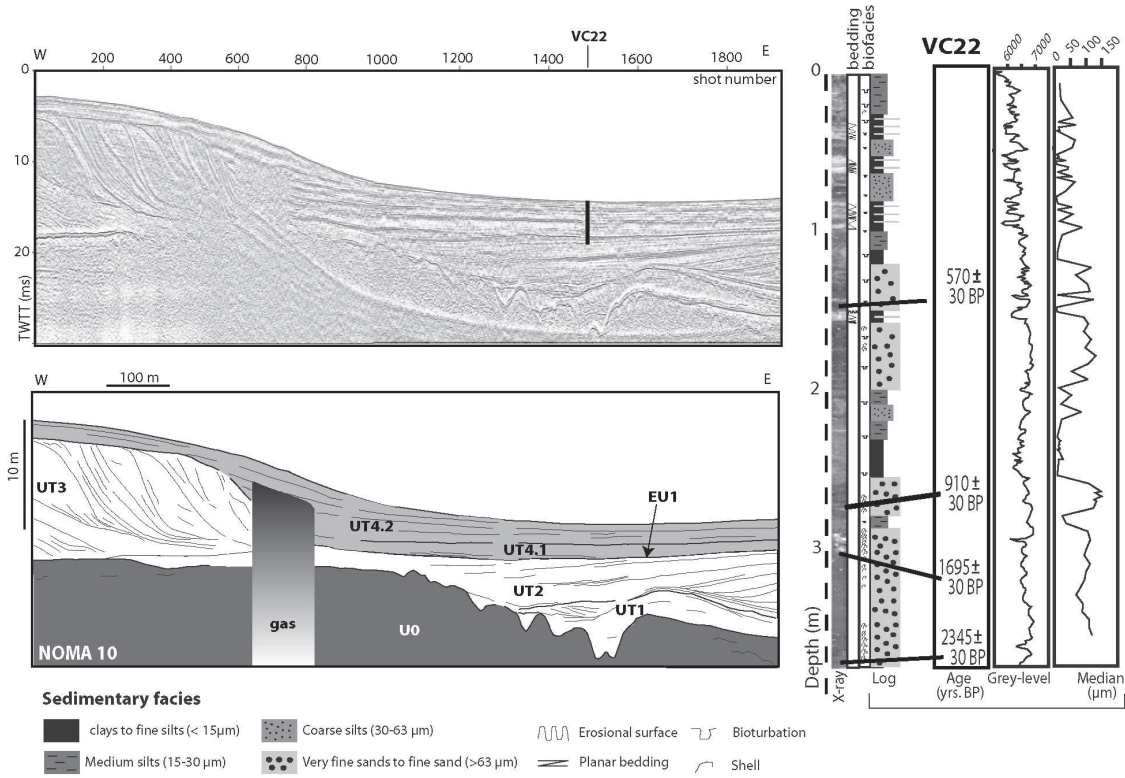 VC22
W 200 400 600 800 1000 1200 1400 1600 1800 E
shot number
0
10
20
TWTT (ms)
W 100 m E
10 m
UT3
UT4.2
EU1
UT4.1
UT2
UT1
gas
U0
NOMA 10
bedding
biofacies
VC22
6000 7000
0 50 100 150
0
1
2
3
Depth (m)
570±
30 BP
910±
30 BP
1695±
30 BP
2345±
30 BP
X-ray Log Age Grey-level Median
(yrs. BP) (µm)
Sedimentary facies
clays to fine silts (< 15µm)
Coarse silts (30-63 µm)
Erosional surface
Bioturbation
Medium silts (15-30 µm)
Very fine sands to fine sand (>63 µm)
Planar bedding
Shell